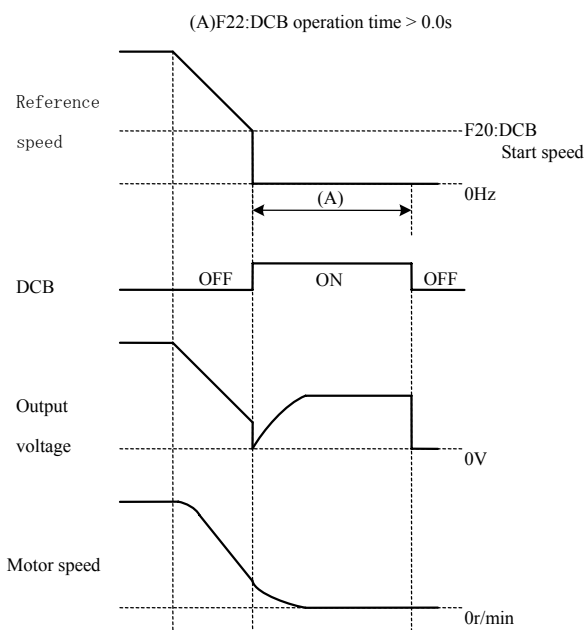 (A)F22:DCB operation time > 0.0s
Reference
speed
F20:DCB
Start speed
0Hz
(A)
DCB
OFF
ON
OFF
Output
voltage
0V
Motor speed
0r/min